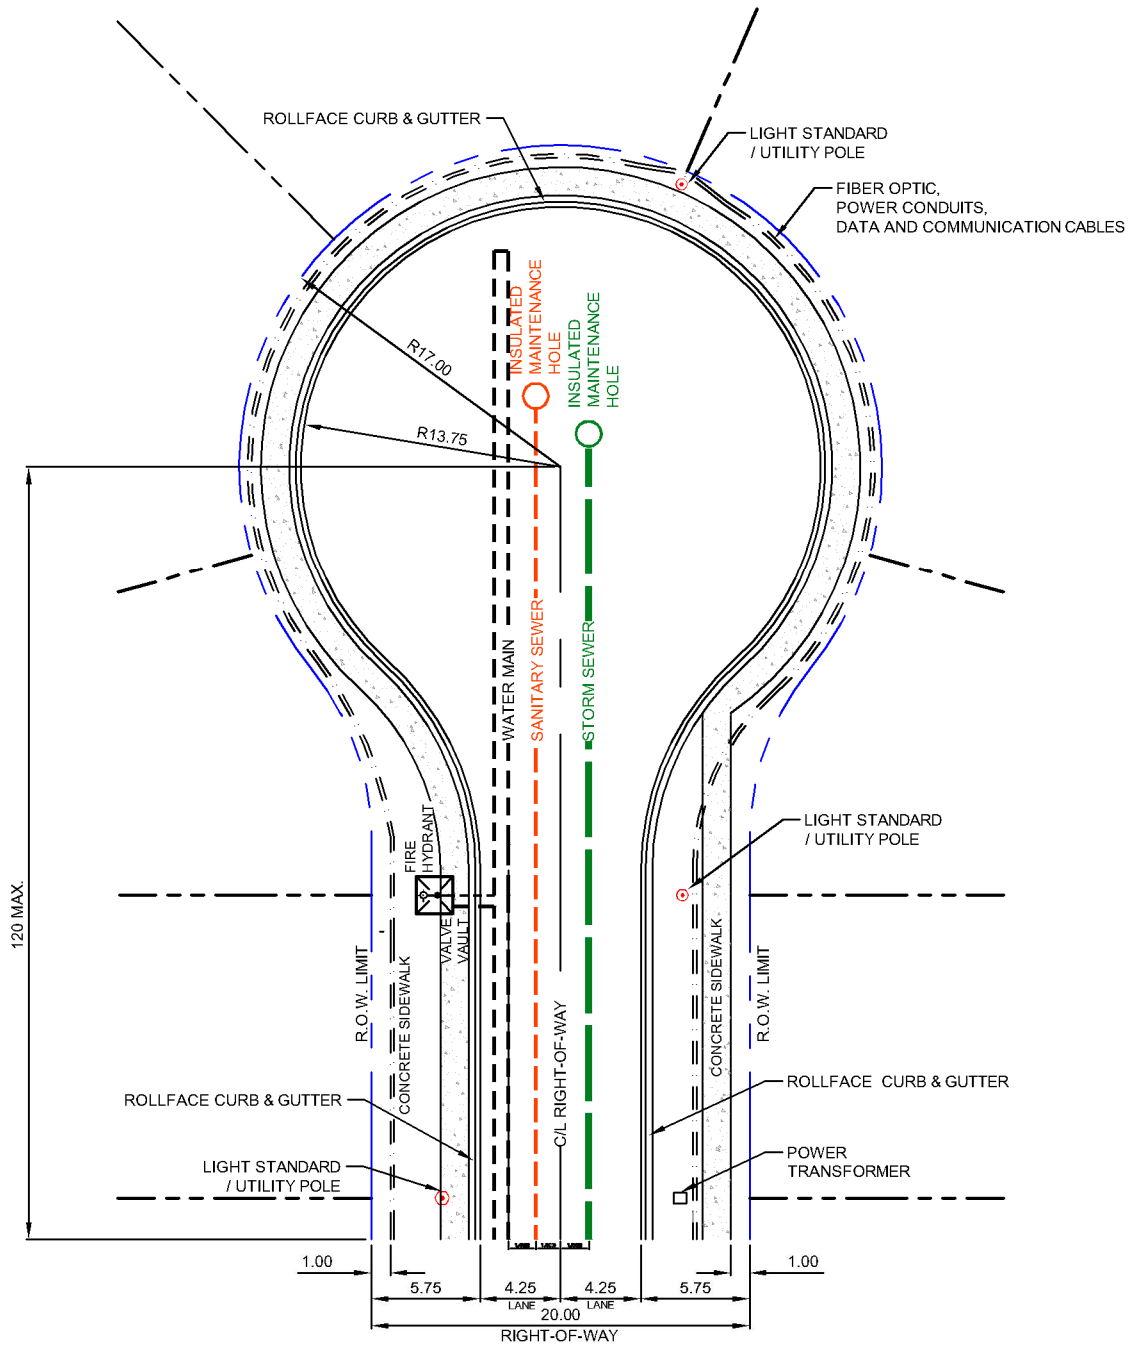 ROLLFACE CURB & GUTTER
LIGHT STANDARD
/ UTILITY POLE
FIBER OPTIC,
POWER CONDUITS,
DATA AND COMMUNICATION CABLES
INSULATED
MAINTENANCE
HOLE
INSULATED
MAINTENANCE
HOLE
R17.00
R13.75
WATER MAIN
SANITARY SEWER
STORM SEWER
120 MAX.
FIRE
HYDRANT
VALVE
VAULT
LIGHT STANDARD
/ UTILITY POLE
R.O.W. LIMIT
CONCRETE SIDEWALK
C/L RIGHT-OF-WAY
CONCRETE SIDEWALK
R.O.W. LIMIT
ROLLFACE CURB & GUTTER
ROLLFACE CURB & GUTTER
LIGHT STANDARD
/ UTILITY POLE
POWER
TRANSFORMER
1.00
1.00
5.75
4.25
4.25
5.75
LANE
LANE
20.00
RIGHT-OF-WAY